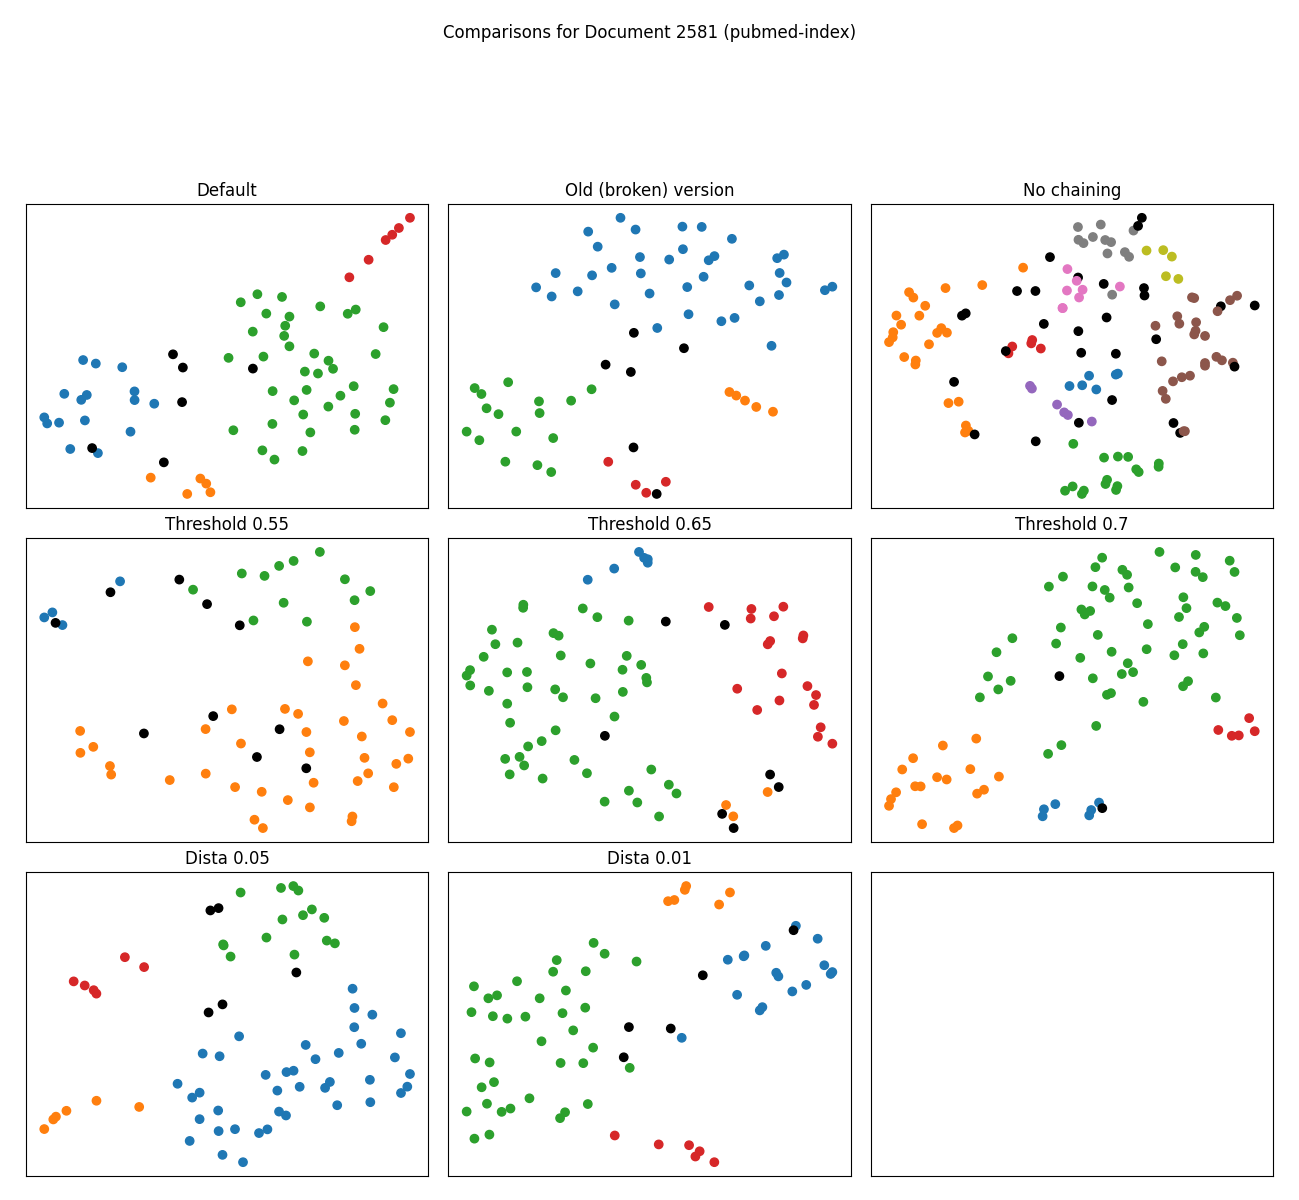 Comparisons for Document 2581 (pubmed-index)
Default
Old (broken) version
No chaining
Threshold 0.55
Threshold 0.65
Threshold 0.7
Dista 0.05
Dista 0.01